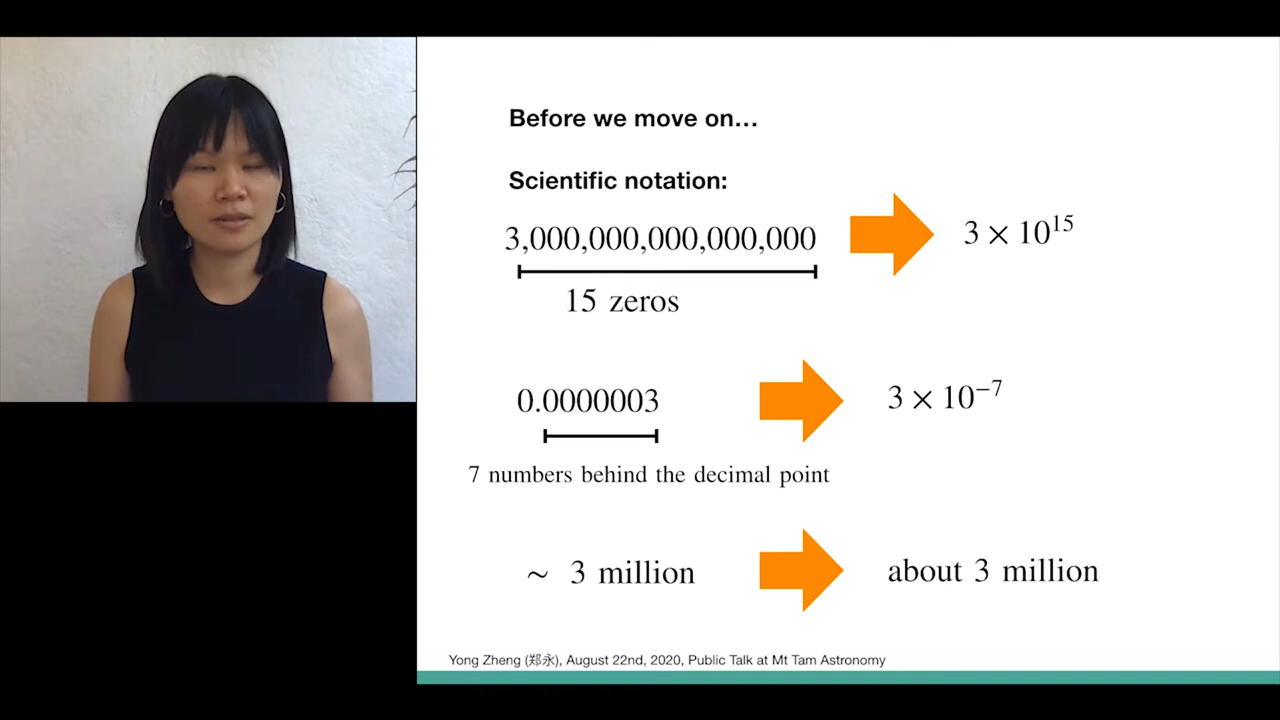 Before we move on…
Scientific notation:
3,000,000,000,000,000 3 × 10¹⁵
15 zeros
0.0000003 3 × 10⁻⁷
7 numbers behind the decimal point
~ 3 million about 3 million
Yong Zheng (郑永), August 22nd, 2020, Public Talk at Mt Tam Astronomy